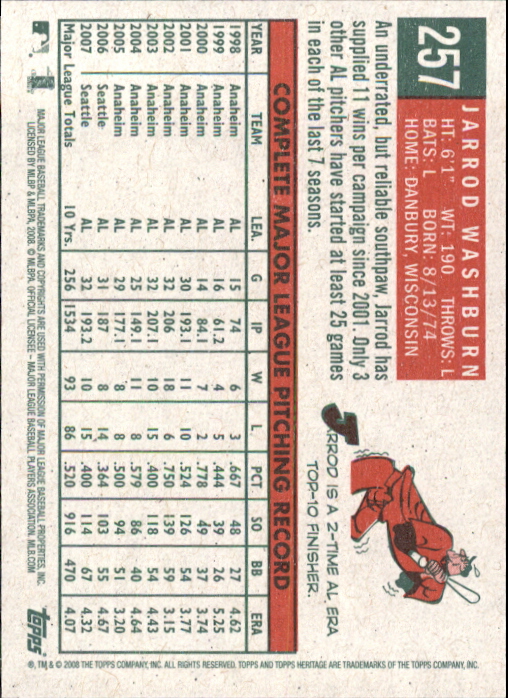 257
JARROD WASHBURN
HT: 6'1" WT: 190 THROWS: L
BATS: L BORN: 8/13/74
HOME: DANBURY, WISCONSIN
An underrated, but reliable southpaw, Jarrod has
supplied 11 wins per campaign since 2001. Only 3
other AL pitchers have started at least 25 games
in each of the last 7 seasons.
JARROD IS A 2-TIME AL ERA
TOP-10 FINISHER.
COMPLETE MAJOR LEAGUE PITCHING RECORD
YEAR TEAM LEA. G IP W L PCT SO BB ERA
1998 Anaheim AL 15 74 6 3 .667 48 27 4.62
1999 Anaheim AL 16 61.2 4 5 .444 39 26 5.25
2000 Anaheim AL 14 84.1 7 2 .778 49 37 3.74
2001 Anaheim AL 30 193.1 11 10 .524 126 54 3.77
2002 Anaheim AL 32 206 18 6 .750 139 59 3.15
2003 Anaheim AL 32 207.1 10 15 .400 118 54 4.43
2004 Anaheim AL 25 149.1 11 8 .579 86 40 4.64
2005 Anaheim AL 29 177.1 8 8 .500 94 51 3.20
2006 Seattle AL 31 187 8 14 .364 103 55 4.67
2007 Seattle AL 32 193.2 10 15 .400 114 67 4.32
Major League Totals 10 Yrs. 256 1534 93 86 .520 916 470 4.07
MAJOR LEAGUE BASEBALL TRADEMARKS AND COPYRIGHTS ARE USED WITH PERMISSION OF MAJOR LEAGUE BASEBALL PROPERTIES, INC.
LICENSED BY MLBP & MLBPA, 2008. © MLBPA. OFFICIAL LICENSEE – MAJOR LEAGUE BASEBALL PLAYERS ASSOCIATION. MLB.COM
topps
®, TM & © 2008 THE TOPPS COMPANY, INC. ALL RIGHTS RESERVED. TOPPS AND TOPPS HERITAGE ARE TRADEMARKS OF THE TOPPS COMPANY, INC.